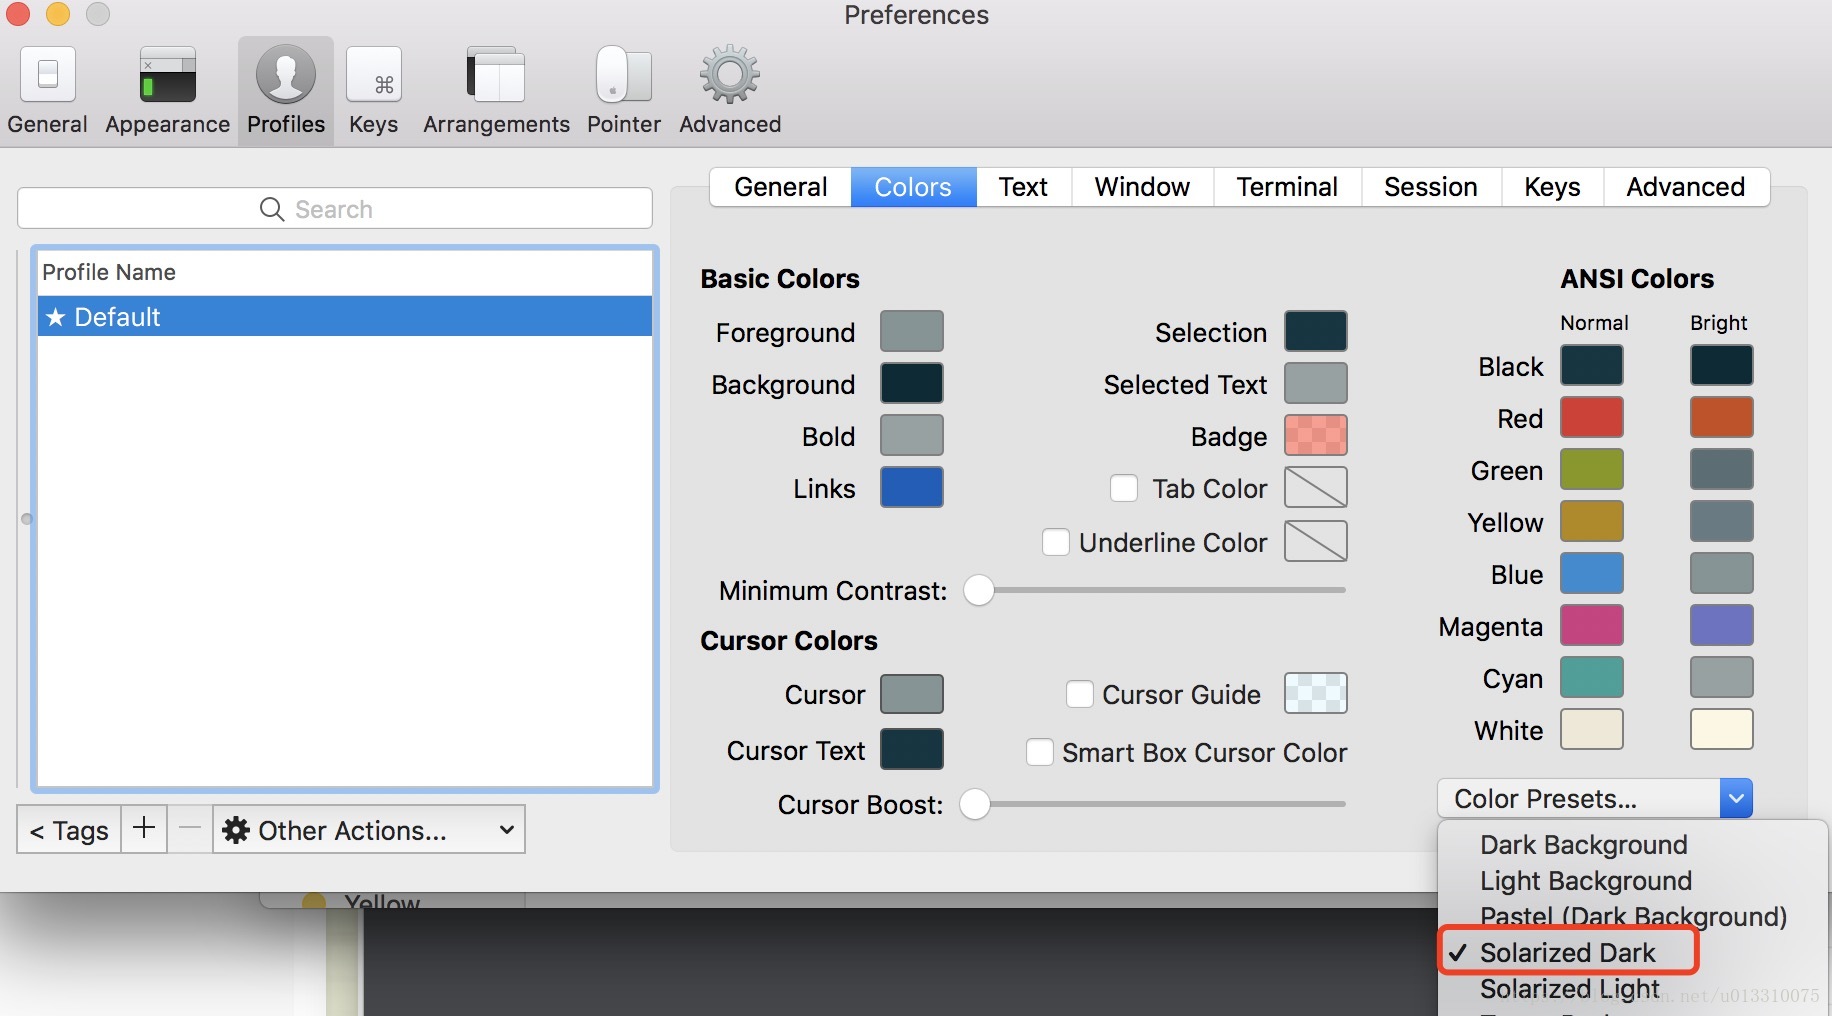 Preferences
General
Appearance
Profiles
Keys
Arrangements
Pointer
Advanced
Search
Profile Name
★ Default
< Tags
+
−
Other Actions...
General
Colors
Text
Window
Terminal
Session
Keys
Advanced
Basic Colors
Foreground
Background
Bold
Links
Selection
Selected Text
Badge
Tab Color
Underline Color
Minimum Contrast:
Cursor Colors
Cursor
Cursor Text
Cursor Guide
Smart Box Cursor Color
Cursor Boost:
ANSI Colors
Normal Bright
Black
Red
Green
Yellow
Blue
Magenta
Cyan
White
Color Presets...
Dark Background
Light Background
Pastel (Dark Background)
✓ Solarized Dark
Solarized Light
Yellow
⌘
net/u013310075